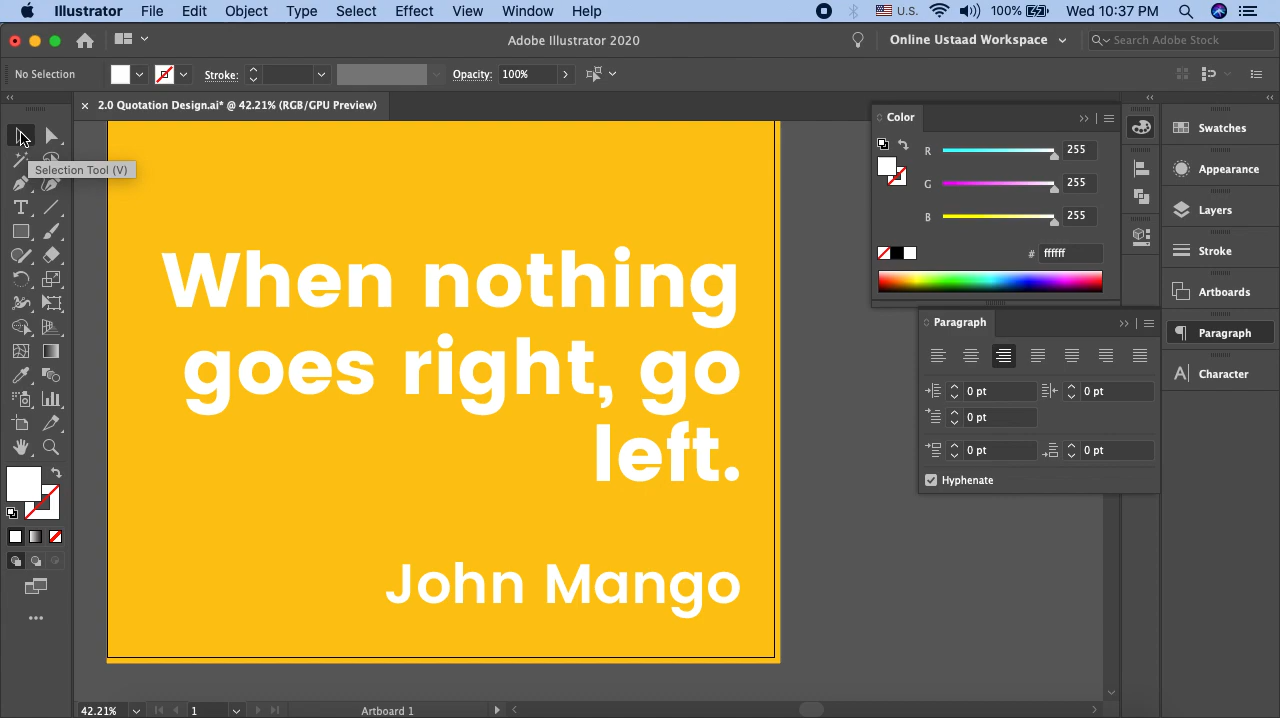 Illustrator File Edit Object Type Select Effect View Window Help U.S. 100% Wed 10:37 PM
Adobe Illustrator 2020 Online Ustaad Workspace Search Adobe Stock
No Selection Stroke: Opacity: 100%
× 2.0 Quotation Design.ai* @ 42.21% (RGB/GPU Preview)
Selection Tool (V)
When nothing
goes right, go
left.
John Mango
Color
R 255
G 255
B 255
# ffffff
Paragraph
0 pt 0 pt
0 pt
0 pt 0 pt
Hyphenate
Swatches
Appearance
Layers
Stroke
Artboards
Paragraph
Character
42.21% 1 Artboard 1